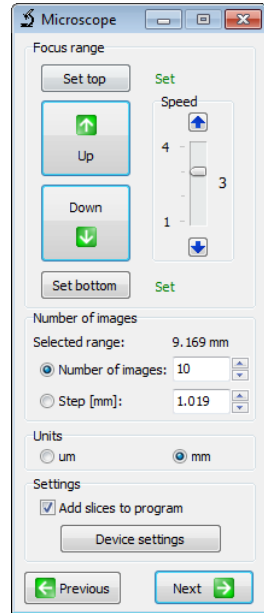 Microscope
Focus range
Set top Set
Speed
Up
4
3
1
Down
Set bottom Set
Number of images
Selected range: 9.169 mm
Number of images: 10
Step [mm]: 1.019
Units
um mm
Settings
Add slices to program
Device settings
Previous Next